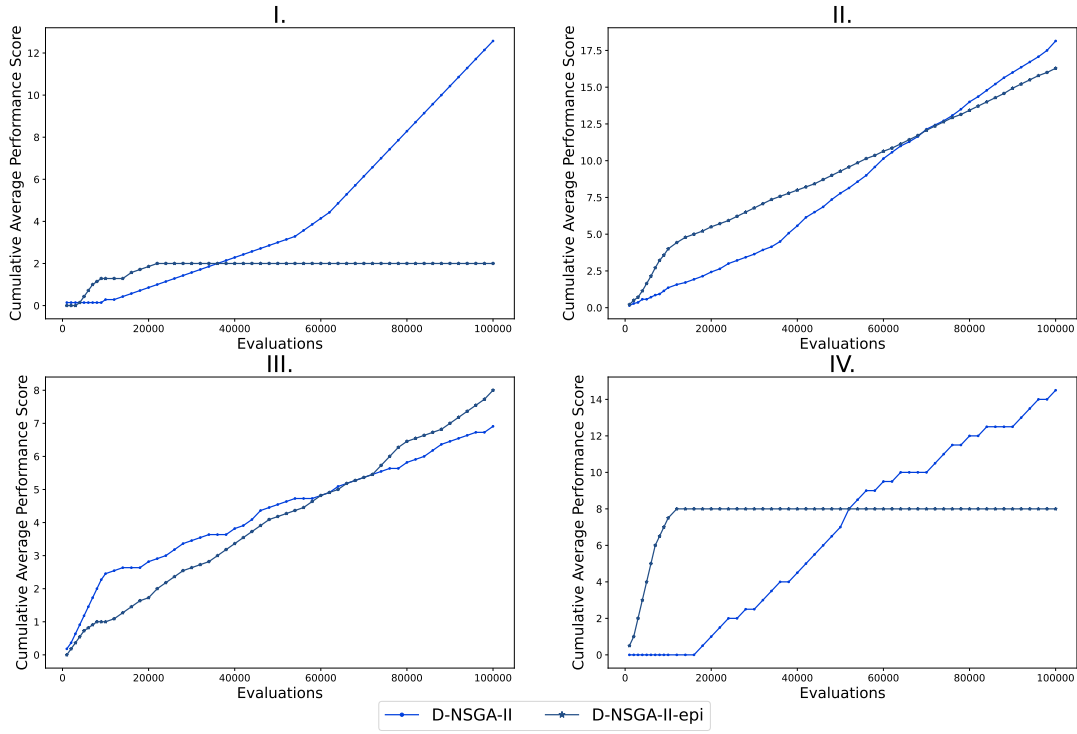 I.
Cumulative Average Performance Score
12
10
8
6
4
2
0
0 20000 40000 60000 80000 100000
Evaluations
II.
Cumulative Average Performance Score
17.5
15.0
12.5
10.0
7.5
5.0
2.5
0.0
0 20000 40000 60000 80000 100000
Evaluations
III.
Cumulative Average Performance Score
8
7
6
5
4
3
2
1
0
0 20000 40000 60000 80000 100000
Evaluations
IV.
Cumulative Average Performance Score
14
12
10
8
6
4
2
0
0 20000 40000 60000 80000 100000
Evaluations
D-NSGA-II D-NSGA-II-epi